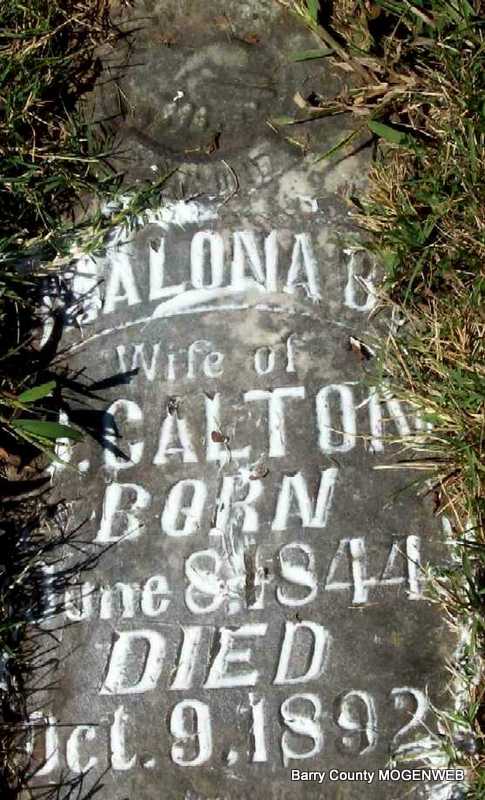 ALONA B.
Wife of
CALTON
BORN
June 8, 1844
DIED
Oct. 9, 1892
Barry County MOGENWEB